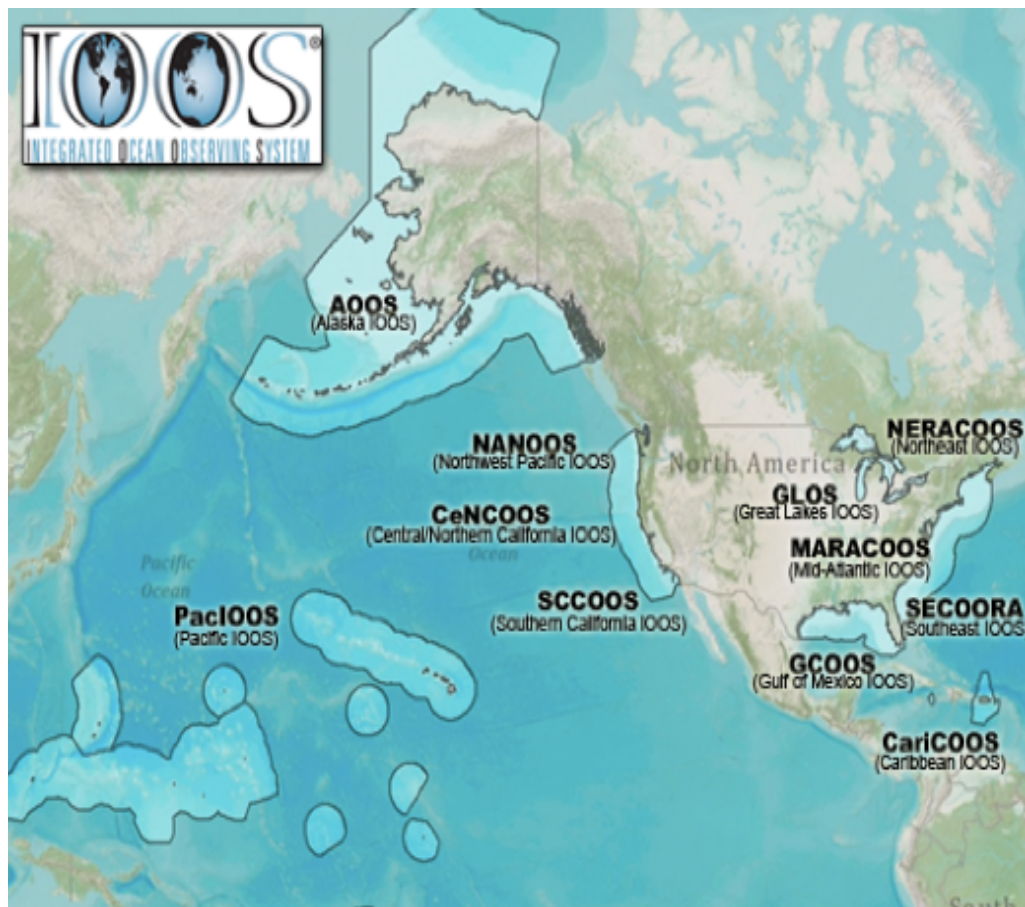 IOOS®
INTEGRATED OCEAN OBSERVING SYSTEM
AOOS
(Alaska IOOS)
NANOOS
(Northwest Pacific IOOS)
NERACOOS
(Northeast IOOS)
North America
GLOS
(Great Lakes IOOS)
CeNCOOS
(Central/Northern California IOOS)
MARACOOS
(Mid-Atlantic IOOS)
Pacific
Ocean
Ocean
SCCOOS
(Southern California IOOS)
SECOORA
(Southeast IOOS
PacIOOS
(Pacific IOOS)
GCOOS
(Gulf of Mexico IOOS)
CariCOOS
(Caribbean IOOS)
South